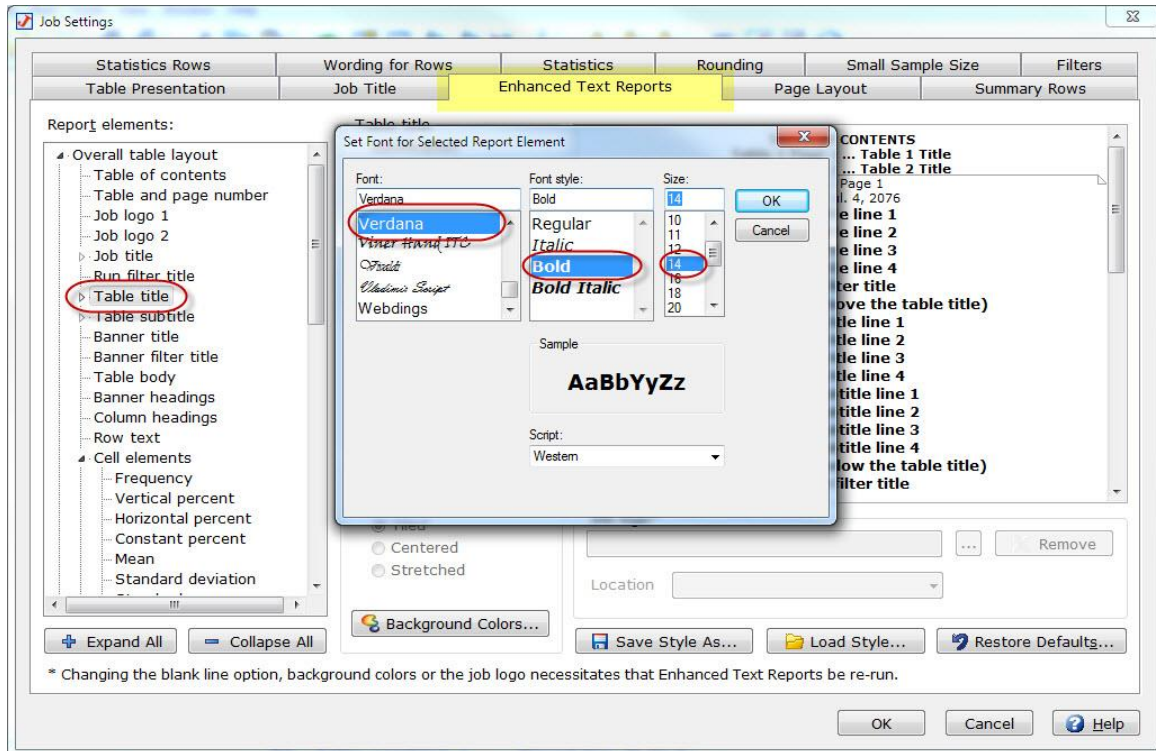 Job Settings
Statistics Rows
Wording for Rows
Statistics
Rounding
Small Sample Size
Filters
Table Presentation
Job Title
Enhanced Text Reports
Page Layout
Summary Rows
Report elements:
Overall table layout
Table of contents
Table and page number
Job logo 1
Job logo 2
Job title
Run filter title
Table title
Table subtitle
Banner title
Banner filter title
Table body
Banner headings
Column headings
Row text
Cell elements
Frequency
Vertical percent
Horizontal percent
Constant percent
Mean
Standard deviation
Expand All
Collapse All
Table title
Set Font for Selected Report Element
Font:
Verdana
Verdana
Viner Hand ITC
Vivaldi
Vladimir Script
Webdings
Font style:
Bold
Regular
Italic
Bold
Bold Italic
Size:
14
10
11
12
14
16
18
20
OK
Cancel
Sample
AaBbYyZz
Script:
Western
Tiled
Centered
Stretched
Background Colors...
CONTENTS
... Table 1 Title
... Table 2 Title
Page 1
4, 2076
e line 1
e line 2
e line 3
e line 4
ter title
ove the table title)
tle line 1
tle line 2
tle line 3
tle line 4
title line 1
title line 2
title line 3
title line 4
low the table title)
filter title
...
Remove
Location
Save Style As...
Load Style...
Restore Defaults...
* Changing the blank line option, background colors or the job logo necessitates that Enhanced Text Reports be re-run.
OK
Cancel
Help